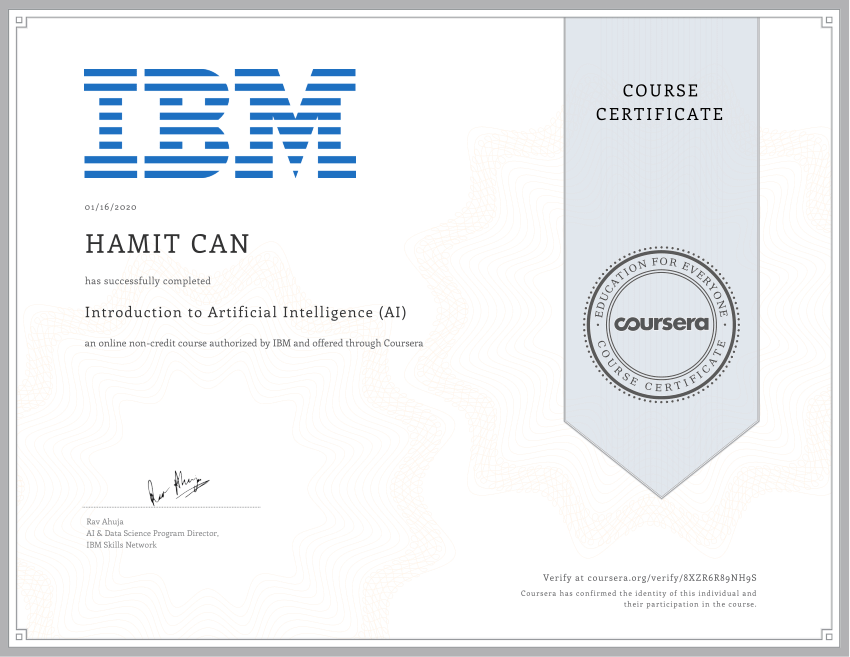 IBM
01/16/2020
HAMIT CAN
has successfully completed
Introduction to Artificial Intelligence (AI)
an online non-credit course authorized by IBM and offered through Coursera
COURSE
CERTIFICATE
EDUCATION FOR EVERYONE
coursera
COURSE CERTIFICATE
Rav Ahuja
Rav Ahuja
AI & Data Science Program Director,
IBM Skills Network
Verify at coursera.org/verify/8XZR6R89NH9S
Coursera has confirmed the identity of this individual and
their participation in the course.